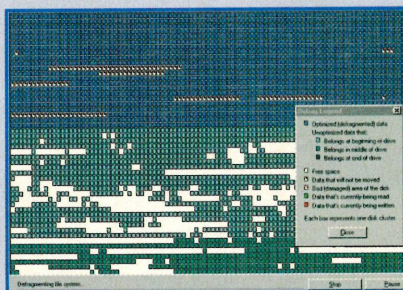 Defrag Legend
Optimized (defragmented) data
Unoptimized data that:
Belongs at beginning of drive
Belongs in middle of drive
Belongs at end of drive
Free space
Data that will not be moved
Bad (damaged) area of the disk
Data that's currently being read
Data that's currently being written
Each box represents one disk cluster.
Close
Defragmenting file system...
Stop
Pause